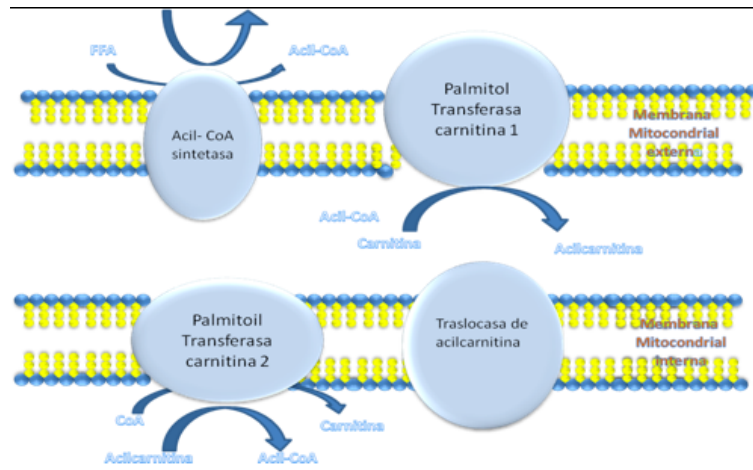 FFA
Acil-CoA
Acil- CoA
sintetasa
Palmitol
Transferasa
carnitina 1
Membrana
Mitocondrial
externa
Acil-CoA
Carnitina
Acilcarnitina
Palmitoil
Transferasa
carnitina 2
Traslocasa de
acilcarnitina
Membrana
Mitocondrial
Interna
CoA
Carnitina
Acilcarnitina
Acil-CoA